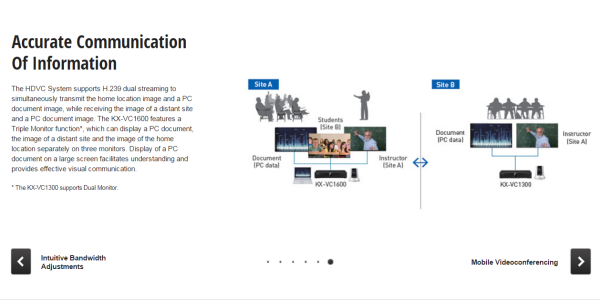 Accurate Communication
Of Information
The HDVC System supports H.239 dual streaming to
simultaneously transmit the home location image and a PC
document image, while receiving the image of a distant site
and a PC document image. The KX-VC1600 features a
Triple Monitor function*, which can display a PC document,
the image of a distant site and the image of the home
location separately on three monitors. Display of a PC
document on a large screen facilitates understanding and
provides effective visual communication.
* The KX-VC1300 supports Dual Monitor.
Site A
Students
(Site B)
Document
(PC data)
Instructor
(Site A)
KX-VC1600
Site B
Document
(PC data)
Instructor
(Site A)
KX-VC1300
Intuitive Bandwidth
Adjustments
Mobile Videoconferencing